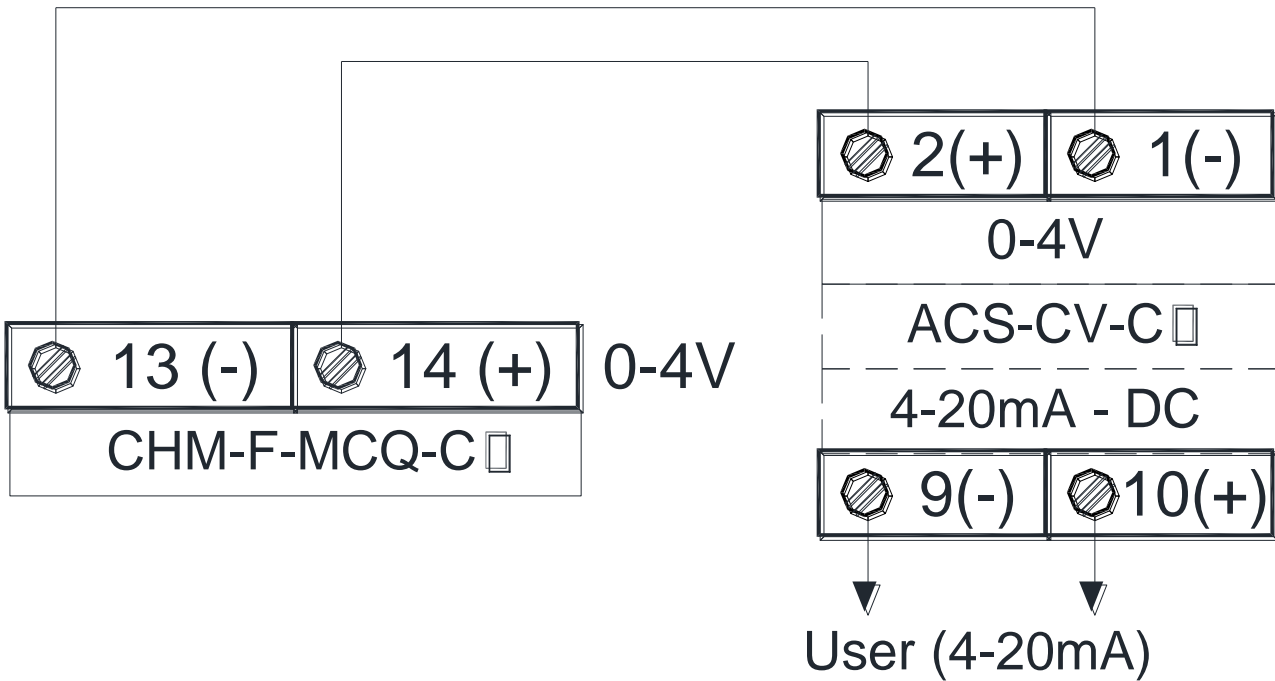 2(+) 1(-)
0-4V
ACS-CV-C▯
13 (-) 14 (+) 0-4V
4-20mA - DC
CHM-F-MCQ-C▯
9(-) 10(+)
User (4-20mA)